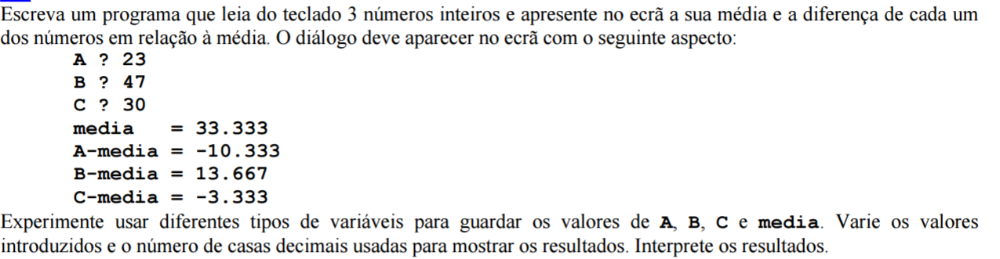 Escreva um programa que leia do teclado 3 números inteiros e apresente no ecrã a sua média e a diferença de cada um
dos números em relação à média. O diálogo deve aparecer no ecrã com o seguinte aspecto:
A ? 23
B ? 47
C ? 30
media = 33.333
A-media = -10.333
B-media = 13.667
C-media = -3.333
Experimente usar diferentes tipos de variáveis para guardar os valores de A, B, C e media. Varie os valores
introduzidos e o número de casas decimais usadas para mostrar os resultados. Interprete os resultados.